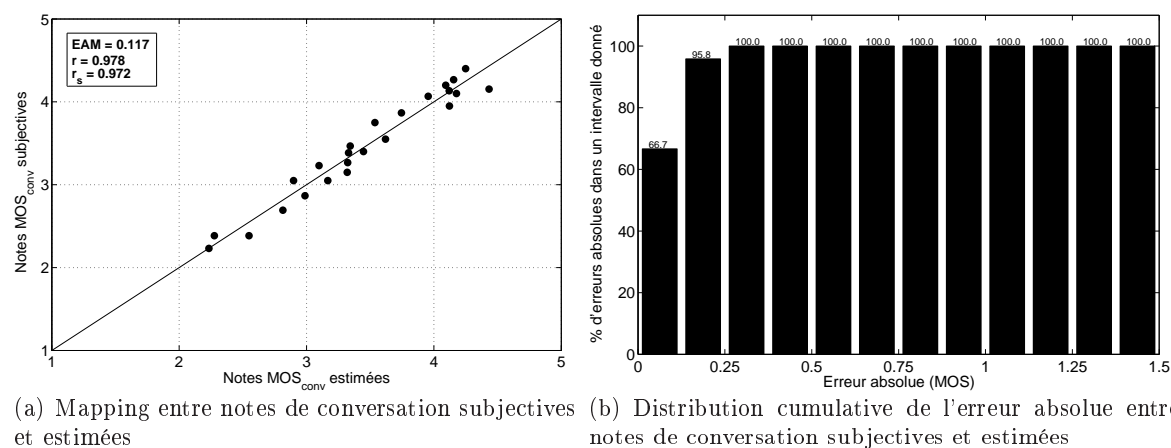 5
EAM = 0.117
r = 0.978
r_s = 0.972
4
3
2
1
Notes MOS_conv subjectives
1 2 3 4 5
Notes MOS_conv estimées
(a) Mapping entre notes de conversation subjectives
et estimées
100.0 100.0 100.0 100.0 100.0 100.0 100.0 100.0 100.0 100.0
95.8
66.7
100
80
60
40
20
0
% d'erreurs absolues dans un intervalle donné
0 0.25 0.5 0.75 1 1.25 1.5
Erreur absolue (MOS)
(b) Distribution cumulative de l'erreur absolue entre
notes de conversation subjectives et estimées